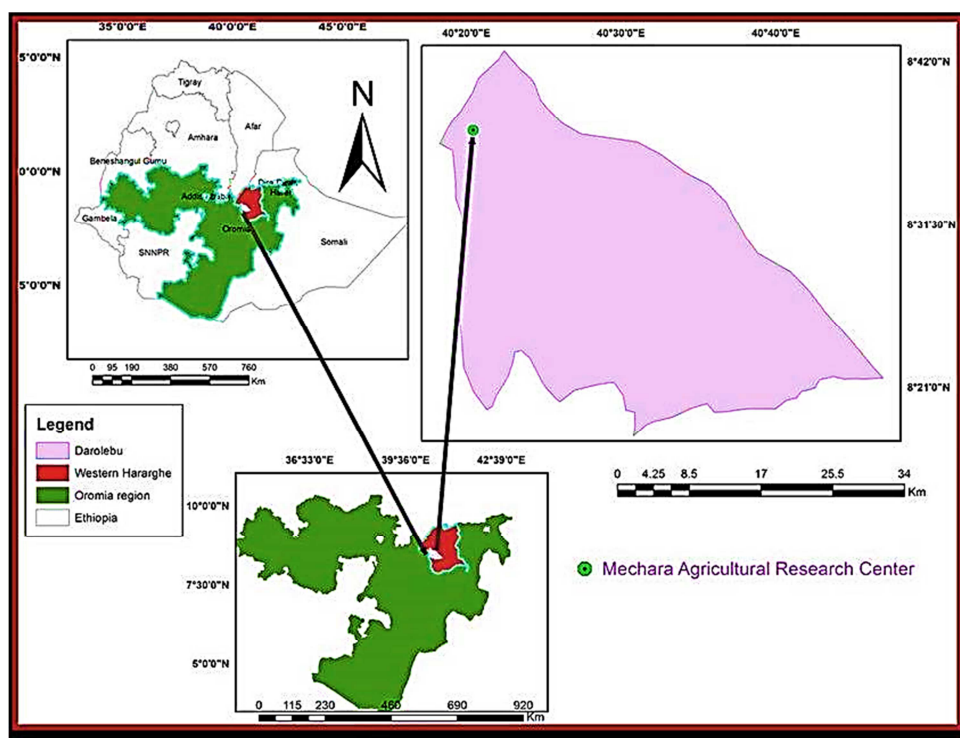 35°0'0"E 40°0'0"E 45°0'0"E
5°0'0"N
0°0'0"N
5°0'0"N
Tigray
Afar
Amhara
Beneshangul Gumu
Gambela
Oromia
SNNPR
Somali
N
0 95 190 380 570 760
Km
40°20'0"E 40°30'0"E 40°40'0"E
8°42'0"N
8°31'30"N
8°21'0"N
0 4.25 8.5 17 25.5 34
Km
Legend
Darolebu
Western Hararghe
Oromia region
Ethiopia
36°33'0"E 39°36'0"E 42°39'0"E
10°0'0"N
7°30'0"N
5°0'0"N
0 115 230 460 690 920
Km
Mechara Agricultural Research Center